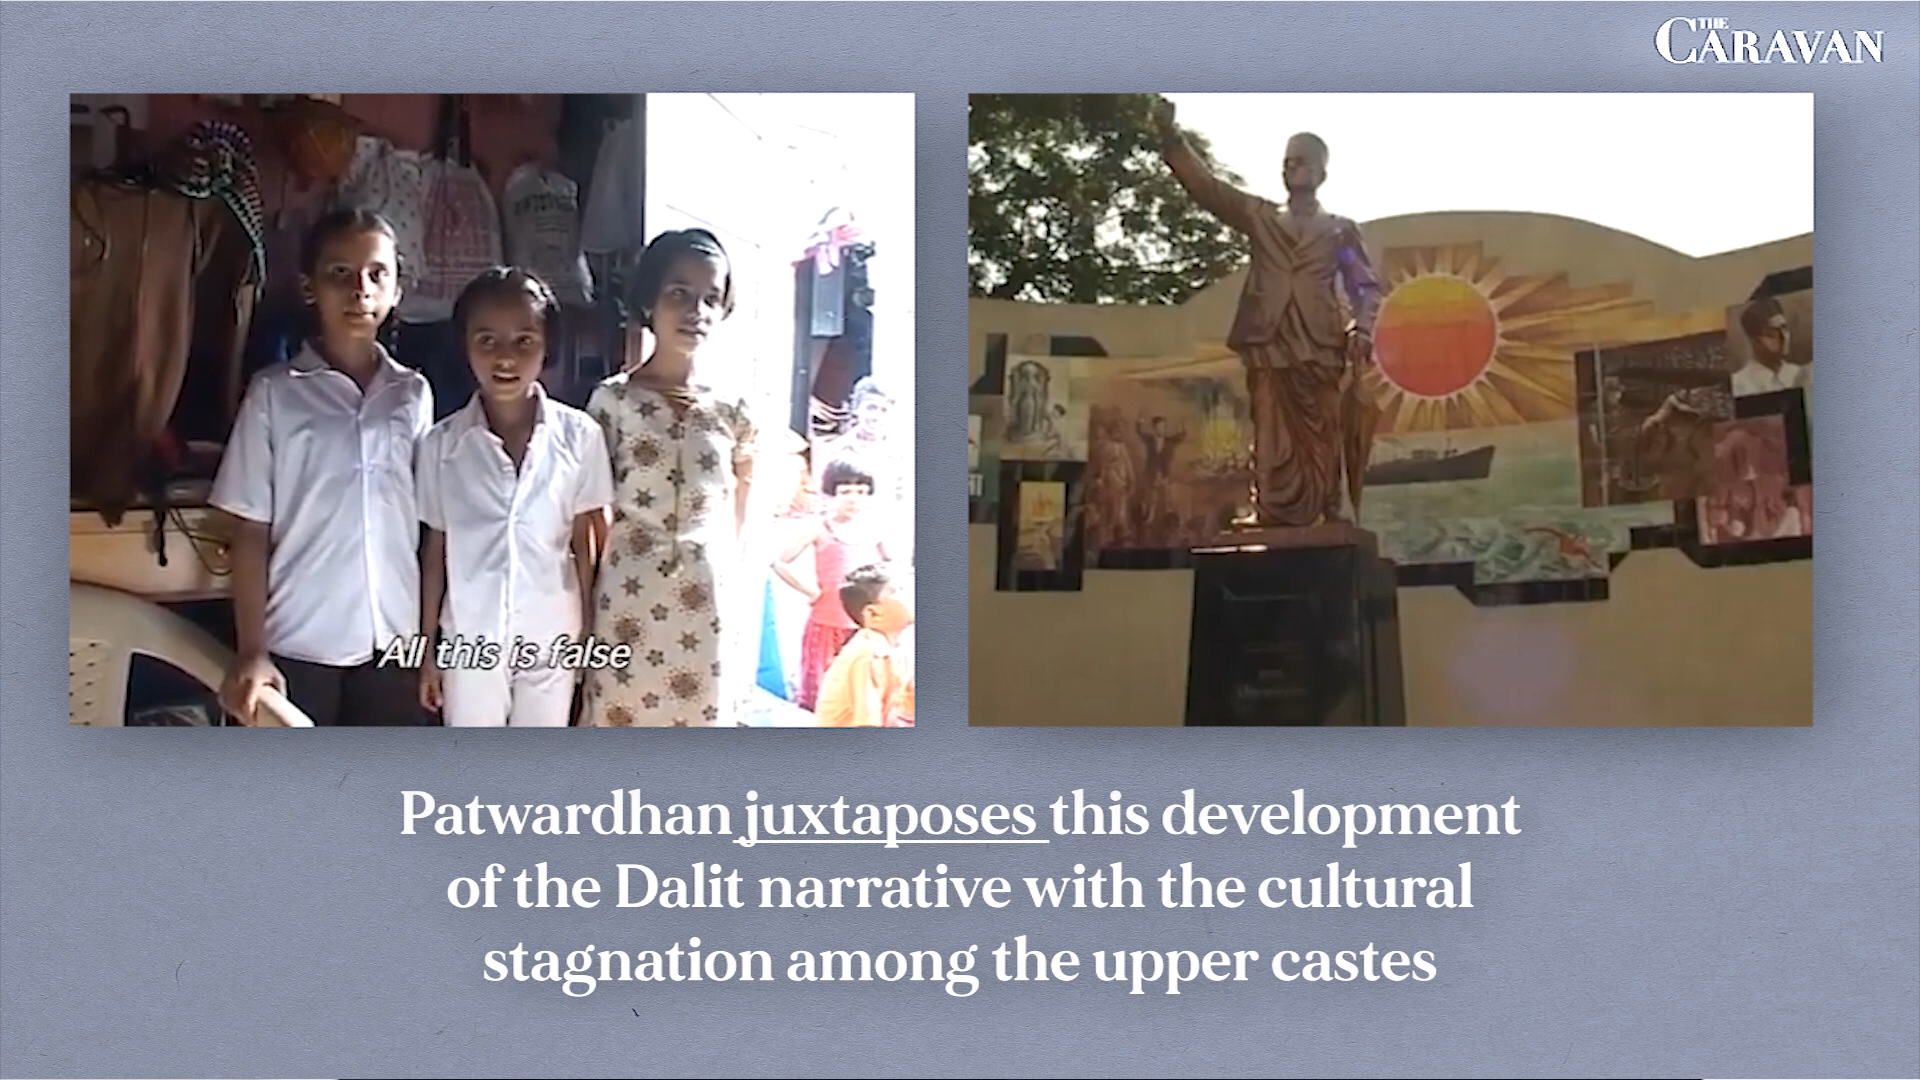 THE
CARAVAN
All this is false
Patwardhan juxtaposes this development
of the Dalit narrative with the cultural
stagnation among the upper castes